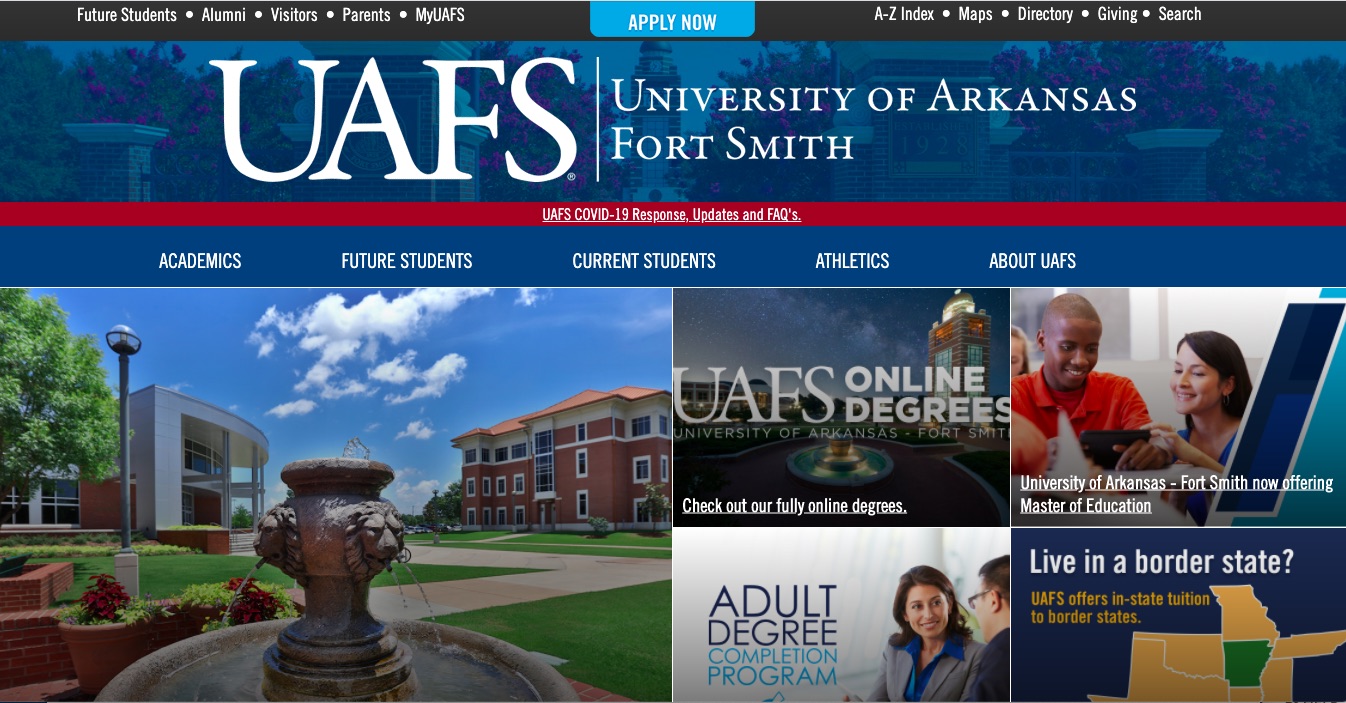 Future Students • Alumni • Visitors • Parents • MyUAFS
APPLY NOW
A-Z Index • Maps • Directory • Giving • Search
UAFS®
UNIVERSITY OF ARKANSAS
FORT SMITH
1928
UAFS COVID-19 Response, Updates and FAQ's.
ACADEMICS
FUTURE STUDENTS
CURRENT STUDENTS
ATHLETICS
ABOUT UAFS
UAFS ONLINE
DEGREES
UNIVERSITY OF ARKANSAS - FORT SMIT
Check out our fully online degrees.
University of Arkansas - Fort Smith now offering
Master of Education
ADULT
DEGREE
COMPLETION
PROGRAM
Live in a border state?
UAFS offers in-state tuition
to border states.